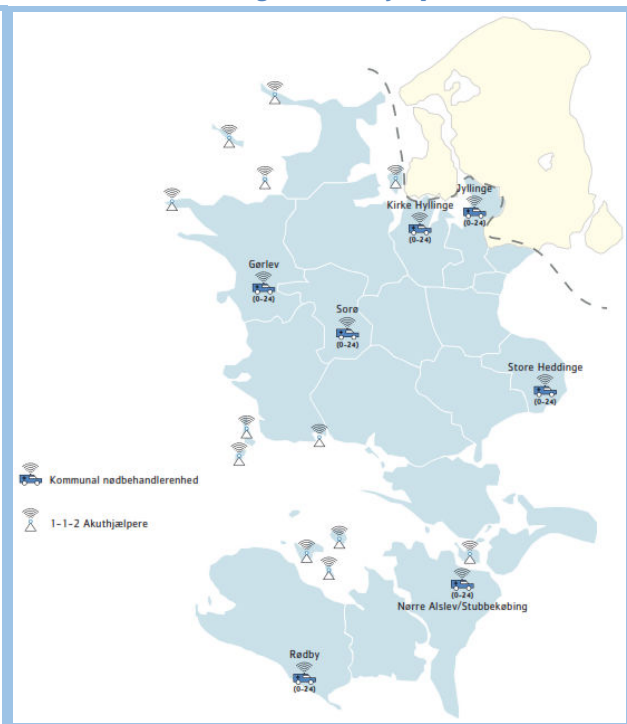 Jyllinge
(0-24)
Kirke Hyllinge
(0-24)
Gørlev
(0-24)
Sorø
(0-24)
Store Heddinge
(0-24)
Kommunal nødbehandlerenhed
1-1-2 Akuthjælpere
(0-24)
Nørre Alslev/Stubbekøbing
Rødby
(0-24)